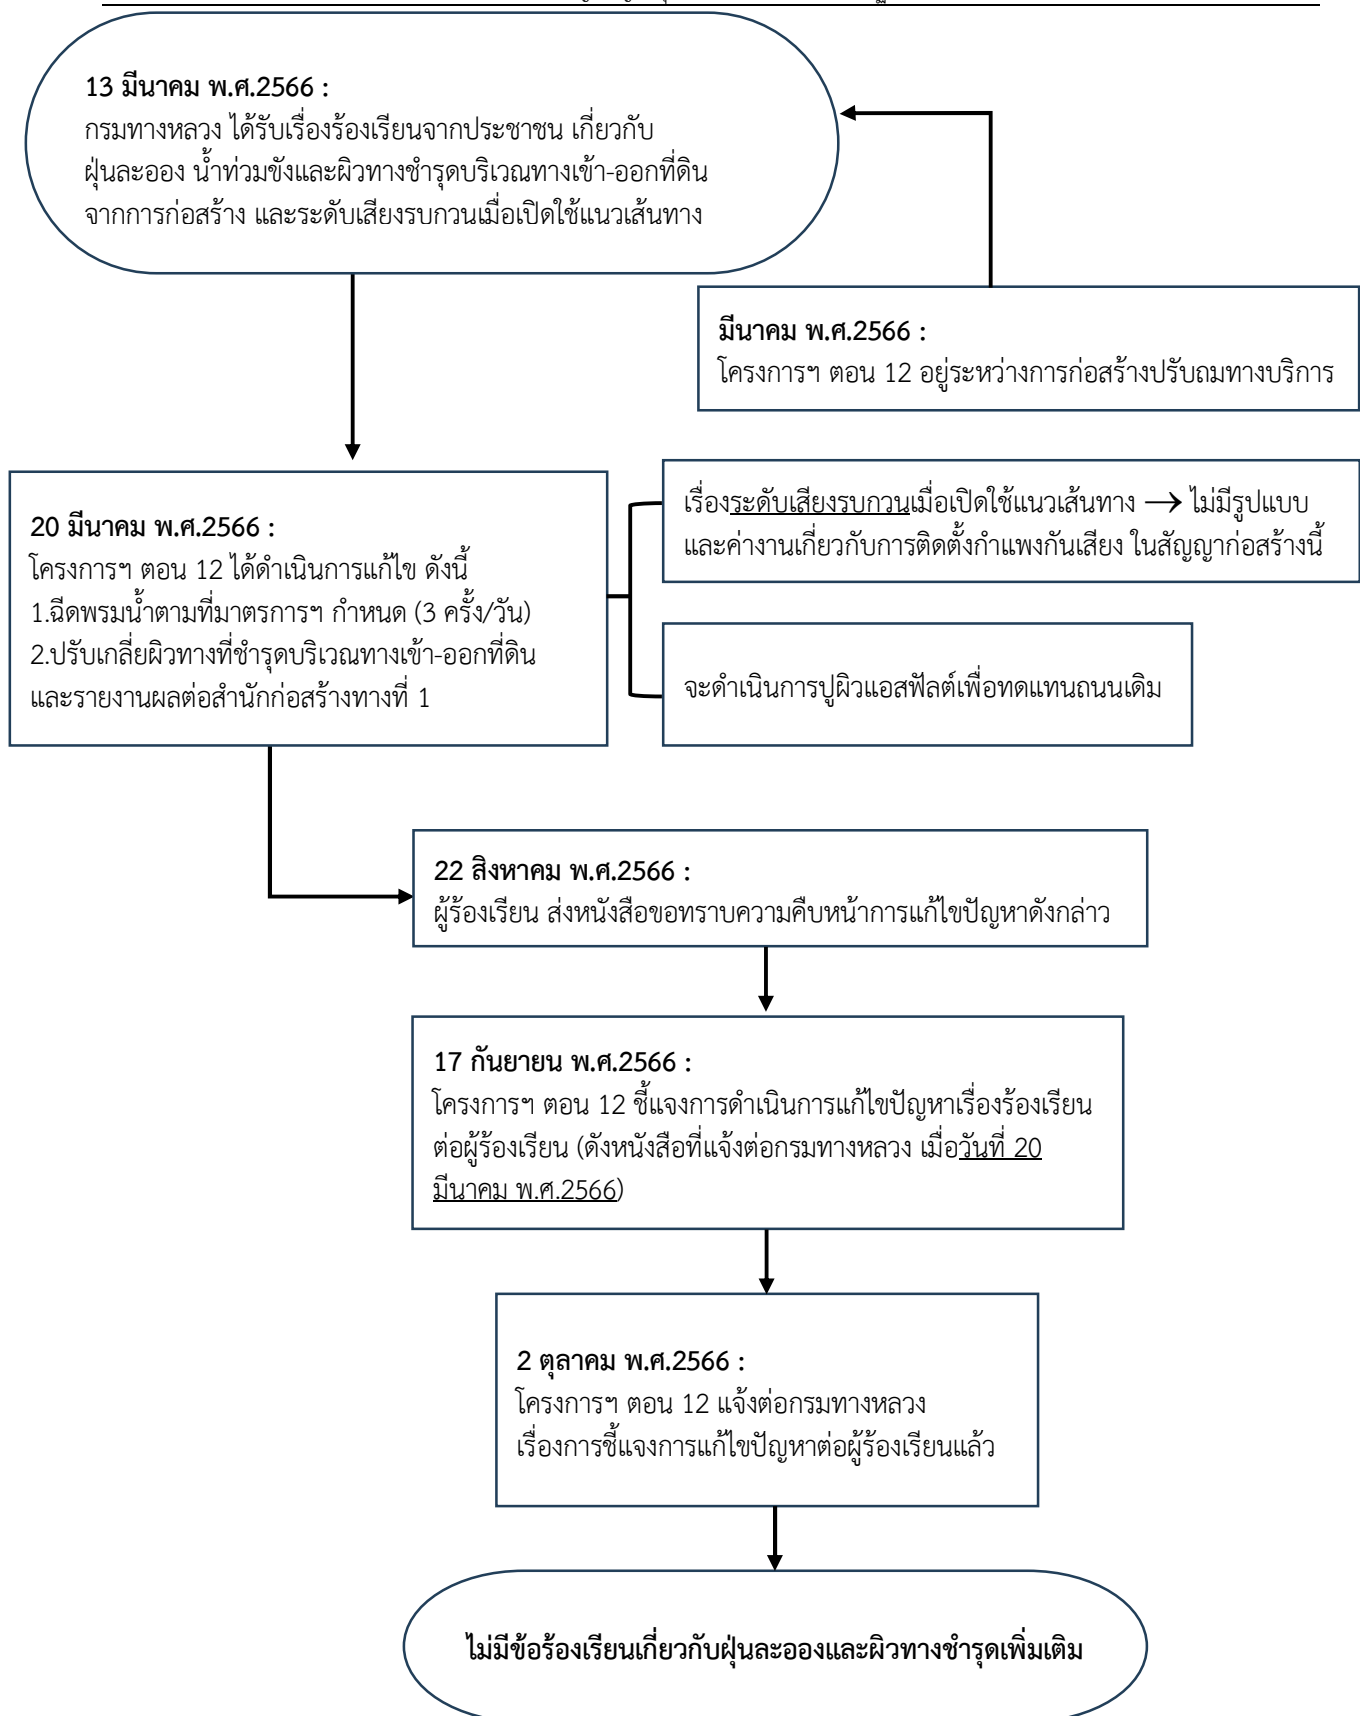 13 มีนาคม พ.ศ.2566 :
กรมทางหลวง ได้รับเรื่องร้องเรียนจากประชาชน เกี่ยวกับ
ฝุ่นละออง น้ำท่วมขังและผิวทางชำรุดบริเวณทางเข้า-ออกที่ดิน
จากการก่อสร้าง และระดับเสียงรบกวนเมื่อเปิดใช้แนวเส้นทาง
มีนาคม พ.ศ.2566 :
โครงการฯ ตอน 12 อยู่ระหว่างการก่อสร้างปรับถมทางบริการ
20 มีนาคม พ.ศ.2566 :
โครงการฯ ตอน 12 ได้ดำเนินการแก้ไข ดังนี้
1.ฉีดพรมน้ำตามที่มาตรการฯ กำหนด (3 ครั้ง/วัน)
2.ปรับเกลี่ยผิวทางที่ชำรุดบริเวณทางเข้า-ออกที่ดิน
และรายงานผลต่อสำนักก่อสร้างทางที่ 1
เรื่องระดับเสียงรบกวนเมื่อเปิดใช้แนวเส้นทาง → ไม่มีรูปแบบ
และค่างานเกี่ยวกับการติดตั้งกำแพงกันเสียง ในสัญญาก่อสร้างนี้
จะดำเนินการปูผิวแอสฟัลต์เพื่อทดแทนถนนเดิม
22 สิงหาคม พ.ศ.2566 :
ผู้ร้องเรียน ส่งหนังสือขอทราบความคืบหน้าการแก้ไขปัญหาดังกล่าว
17 กันยายน พ.ศ.2566 :
โครงการฯ ตอน 12 ชี้แจงการดำเนินการแก้ไขปัญหาเรื่องร้องเรียน
ต่อผู้ร้องเรียน (ดังหนังสือที่แจ้งต่อกรมทางหลวง เมื่อวันที่ 20
มีนาคม พ.ศ.2566)
2 ตุลาคม พ.ศ.2566 :
โครงการฯ ตอน 12 แจ้งต่อกรมทางหลวง
เรื่องการชี้แจงการแก้ไขปัญหาต่อผู้ร้องเรียนแล้ว
ไม่มีข้อร้องเรียนเกี่ยวกับฝุ่นละอองและผิวทางชำรุดเพิ่มเติม